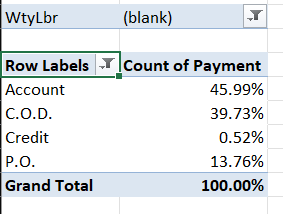 WtyLbr (blank)
Row Labels Count of Payment
Account 45.99%
C.O.D. 39.73%
Credit 0.52%
P.O. 13.76%
Grand Total 100.00%